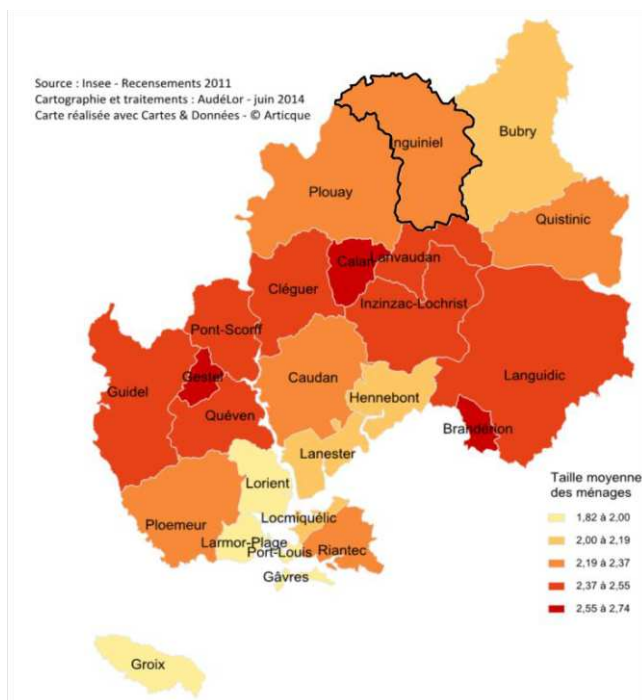 Source : Insee - Recensements 2011
Cartographie et traitements : AudéLor - juin 2014
Carte réalisée avec Cartes & Données - © Articque
Bubry
Inguiniel
Plouay
Quistinic
Calan
Lanvaudan
Cléguer
Inzinzac-Lochrist
Pont-Scorff
Gestel
Guidel
Caudan
Languidic
Hennebont
Quéven
Brandérion
Lanester
Lorient
Taille moyenne
des ménages
1,82 à 2,00
2,00 à 2,19
2,19 à 2,37
2,37 à 2,55
2,55 à 2,74
Locmiquélic
Ploemeur
Larmor-Plage
Port-Louis
Riantec
Gâvres
Groix